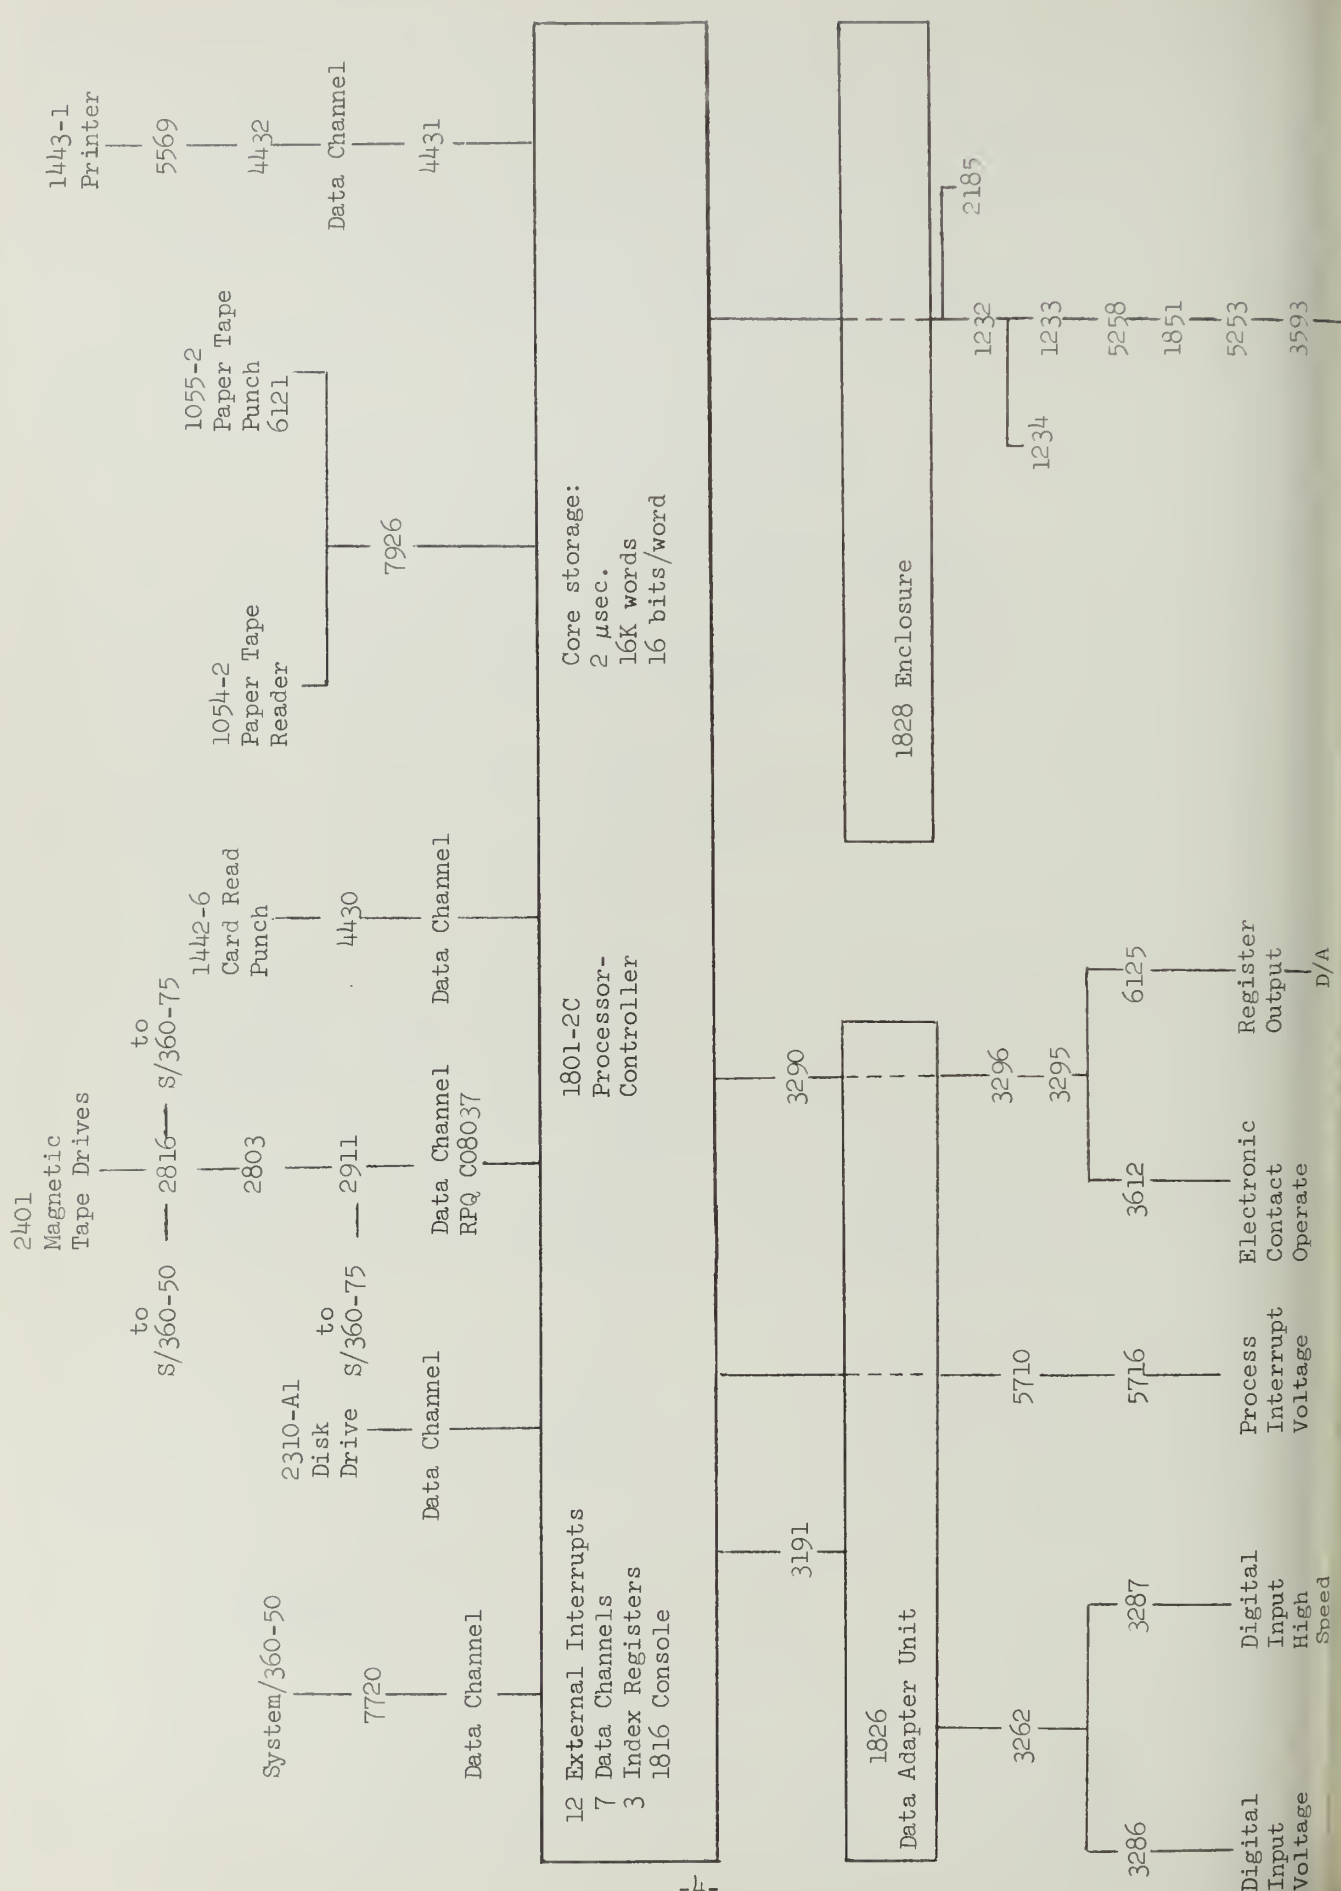 2401
Magnetic
Tape Drives
to
S/360-50
2816
to
S/360-75
2803
to
S/360-75
2911
Data Channel
RPQ C08037
System/360-50
7720
Data Channel
2310-A1
Disk
Drive
Data Channel
1442-6
Card Read
Punch
4430
Data Channel
1054-2
Paper Tape
Reader
1055-2
Paper Tape
Punch
6121
7926
1443-1
Printer
5569
4432
Data Channel
4431
12 External Interrupts
7 Data Channels
3 Index Registers
1816 Console
1801-2C
Processor-
Controller
Core storage:
2 μsec.
16K words
16 bits/word
3191
3290
1826
Data Adapter Unit
1828 Enclosure
3262
3286
Digital
Input
Voltage
3287
Digital
Input
High
Speed
5710
5716
Process
Interrupt
Voltage
3296
3295
3612
Electronic
Contact
Operate
6125
Register
Output
D/A
2185
1232
1234
1233
5258
1851
5253
3593
-4-